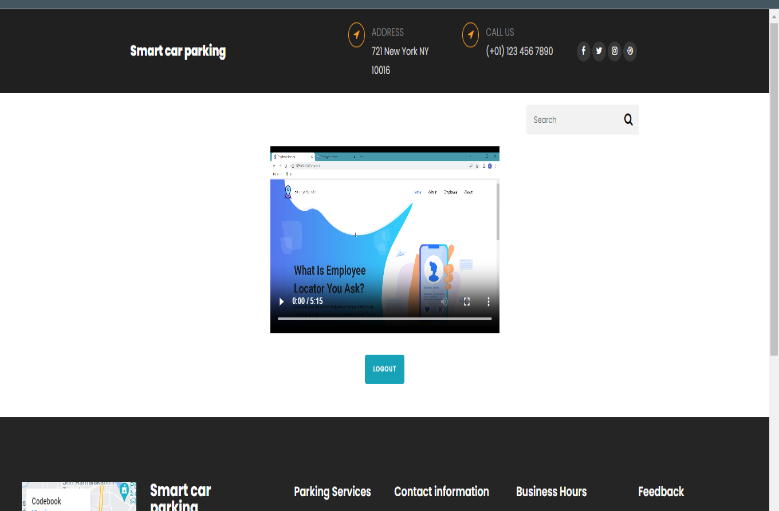 Smart car parking
ADDRESS
721 New York NY
10016
CALL US
(+01) 123 456 7890
Search
What Is Employee
Locator You Ask?
0:00 / 5:15
LOGOUT
Codebook
Smart car
parking
Parking Services
Contact information
Business Hours
Feedback